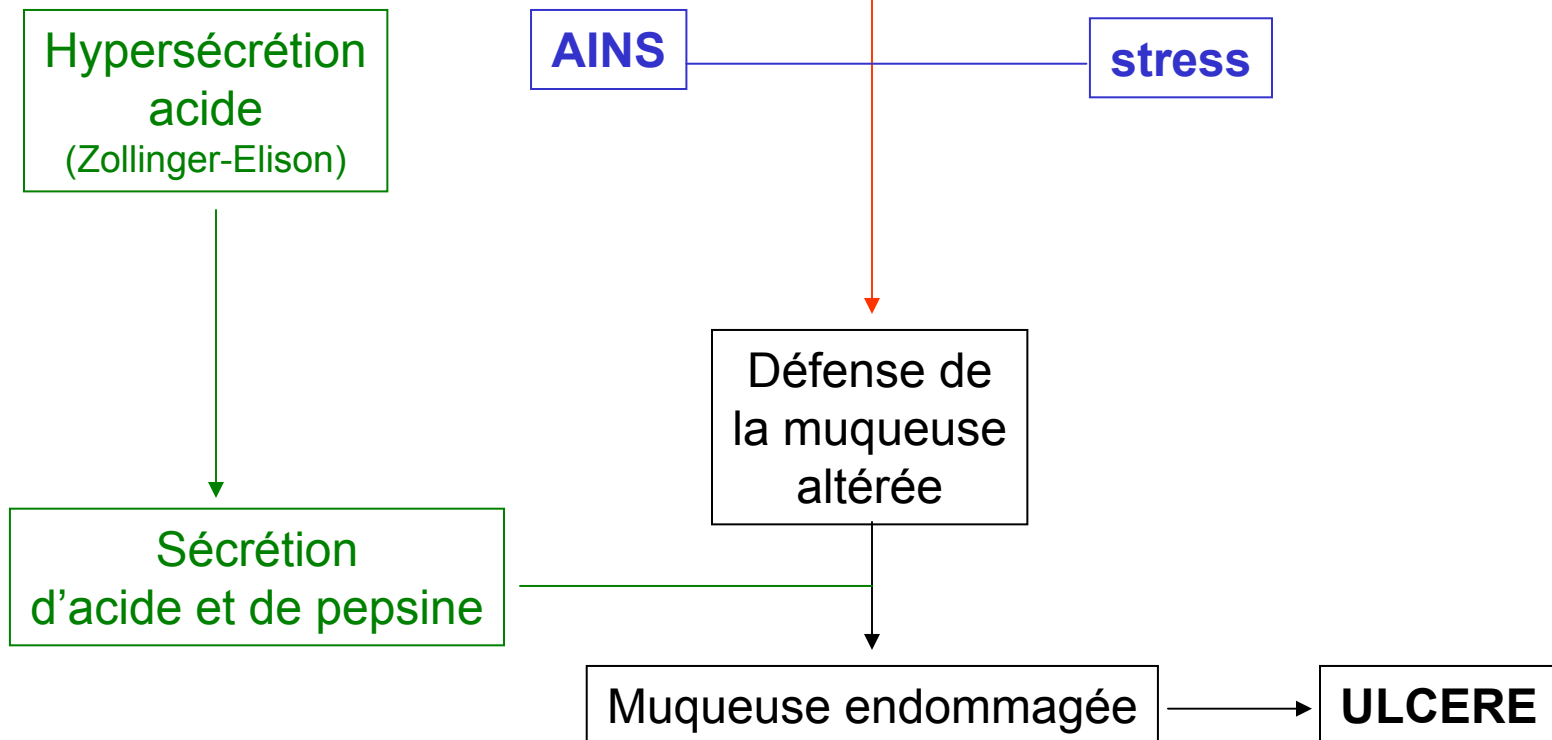 Hypersécrétion
acide
(Zollinger-Elison)
AINS
stress
Défense de
la muqueuse
altérée
Sécrétion
d’acide et de pepsine
Muqueuse endommagée
ULCERE